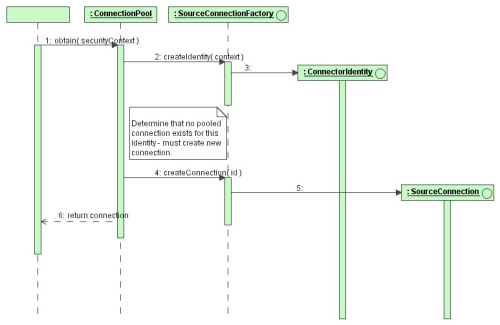 : ConnectionPool
: SourceConnectionFactory
1: obtain( securityContext )
2: createIdentity( context )
3:
: ConnectorIdentity
Determine that no pooled
connection exists for this
identity - must create new
connection.
4: createConnection( id )
5:
: SourceConnection
6: return connection